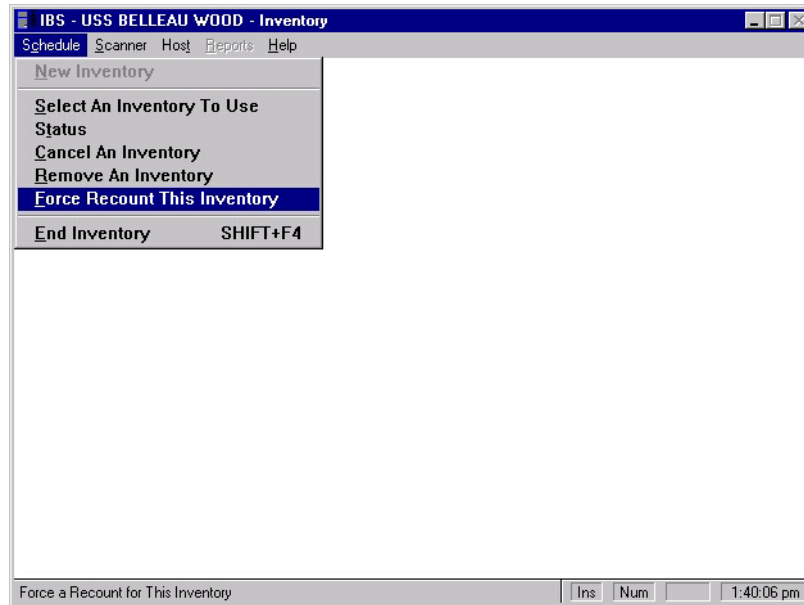 IBS - USS BELLEAU WOOD - Inventory
Schedule Scanner Host Reports Help
New Inventory
Select An Inventory To Use
Status
Cancel An Inventory
Remove An Inventory
Force Recount This Inventory
End Inventory SHIFT+F4
Force a Recount for This Inventory Ins Num 1:40:06 pm